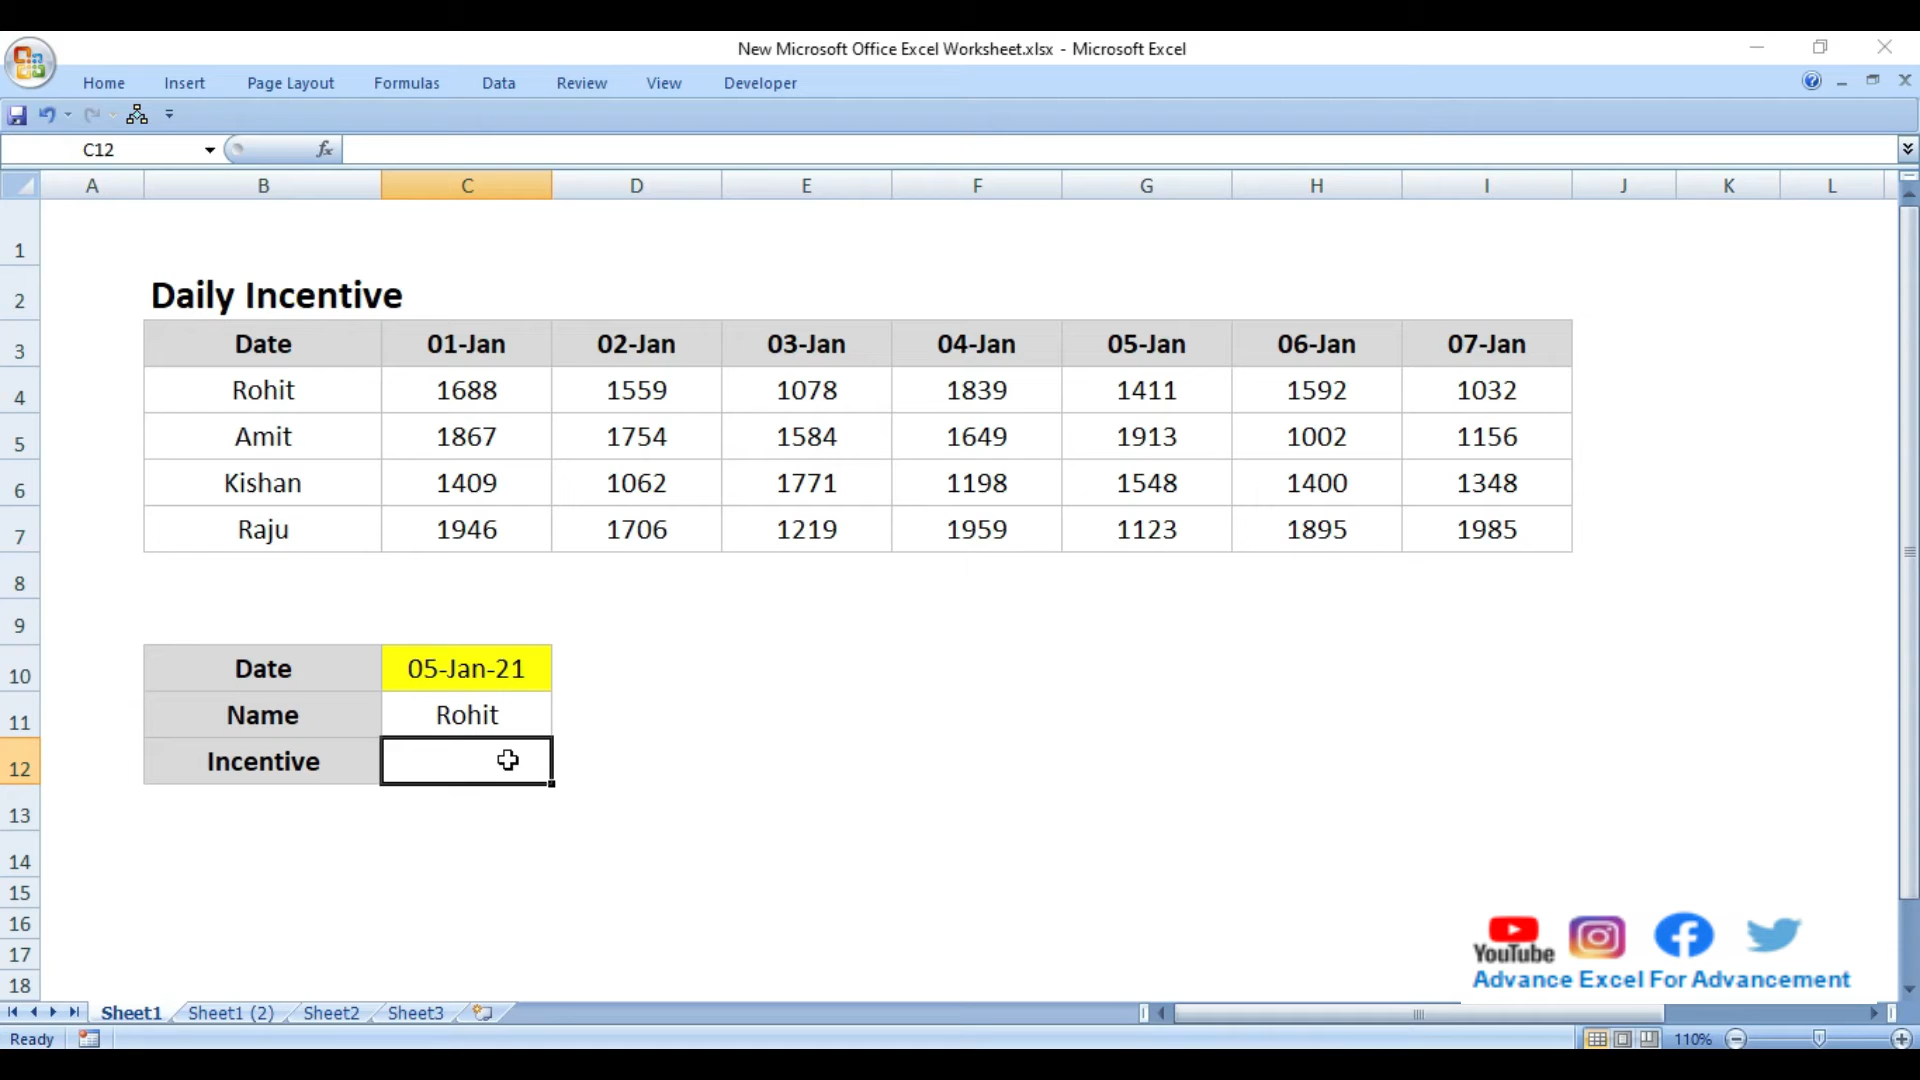 New Microsoft Office Excel Worksheet.xlsx - Microsoft Excel
Home Insert Page Layout Formulas Data Review View Developer
C12 fx
A B C D E F G H I J K L
1
2 Daily Incentive
3 Date 01-Jan 02-Jan 03-Jan 04-Jan 05-Jan 06-Jan 07-Jan
4 Rohit 1688 1559 1078 1839 1411 1592 1032
5 Amit 1867 1754 1584 1649 1913 1002 1156
6 Kishan 1409 1062 1771 1198 1548 1400 1348
7 Raju 1946 1706 1219 1959 1123 1895 1985
8
9
10 Date 05-Jan-21
11 Name Rohit
12 Incentive
13
14
15
16
17
18
YouTube
Advance Excel For Advancement
Sheet1 Sheet1 (2) Sheet2 Sheet3
Ready 110%